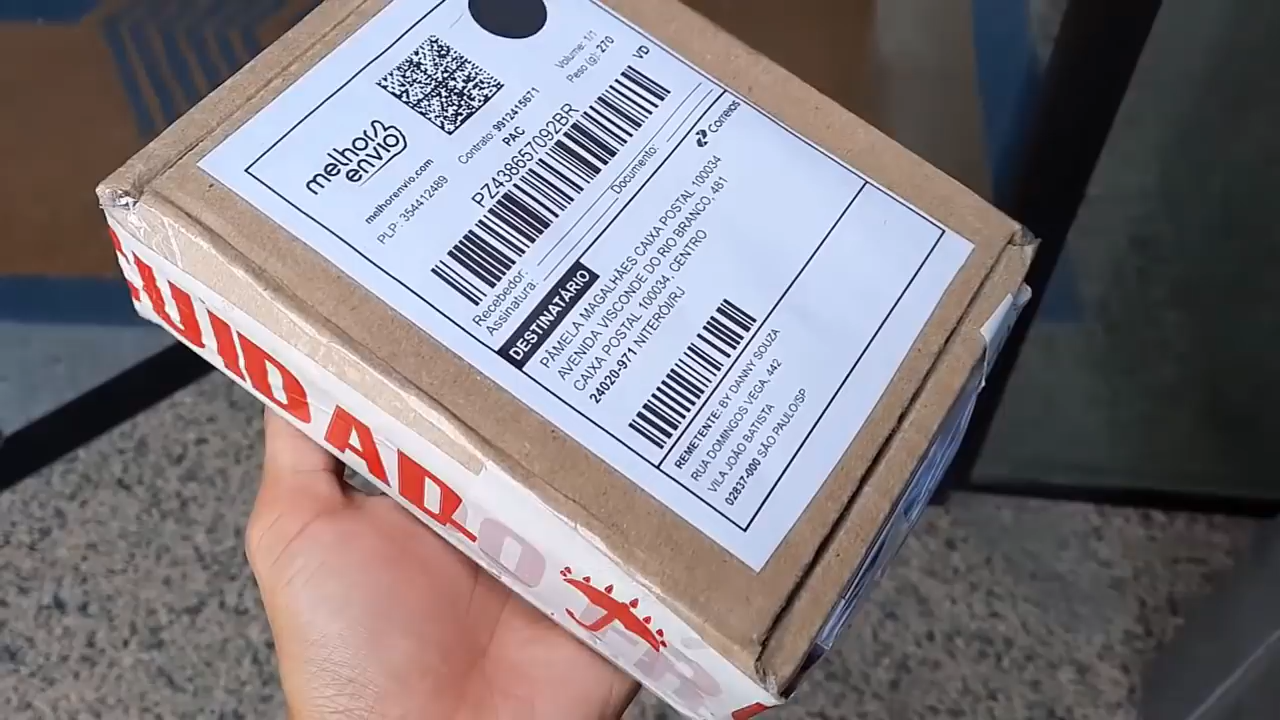 melhor
envio
melhorenvio.com
PLP: 354412489
Contrato: 9912415671
PAC
Volume: 1/1
Peso (g): 270
PZ438657092BR
VD
Recebedor:
Assinatura:
Documento:
Correios
DESTINATÁRIO
PÂMELA MAGALHÃES CAIXA POSTAL 100034
AVENIDA VISCONDE DO RIO BRANCO, 481
CAIXA POSTAL 100034, CENTRO
24020-971 NITERÓI/RJ
REMETENTE: BY DANNY SOUZA
RUA DOMINGOS VEGA, 442
VILA JOÃO BATISTA
02837-000 SÃO PAULO/SP
CUIDADO